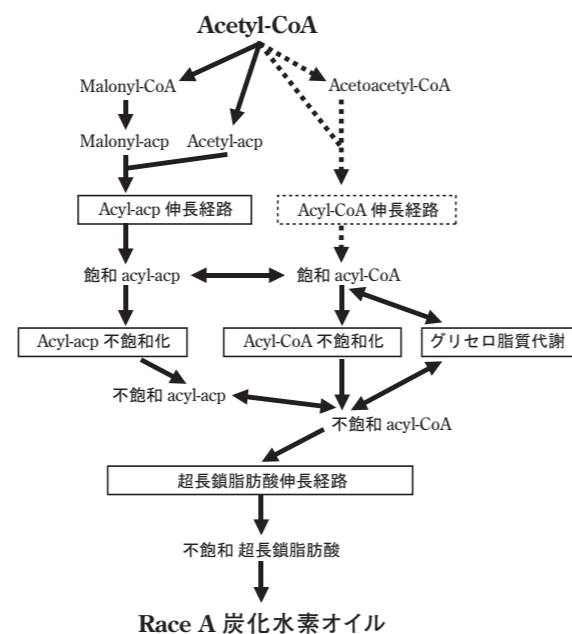 Acetyl-CoA
Malonyl-CoA
Acetoacetyl-CoA
Malonyl-acp
Acetyl-acp
Acyl-acp 伸長経路
Acyl-CoA 伸長経路
飽和 acyl-acp
飽和 acyl-CoA
Acyl-acp 不飽和化
Acyl-CoA 不飽和化
グリセロ脂質代謝
不飽和 acyl-acp
不飽和 acyl-CoA
超長鎖脂肪酸伸長経路
不飽和 超長鎖脂肪酸
Race A 炭化水素オイル